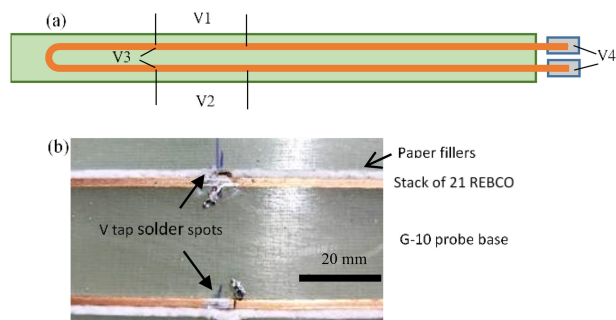 (a)
V1
V3
V4
V2
(b)
Paper fillers
Stack of 21 REBCO
V tap solder spots
G-10 probe base
20 mm